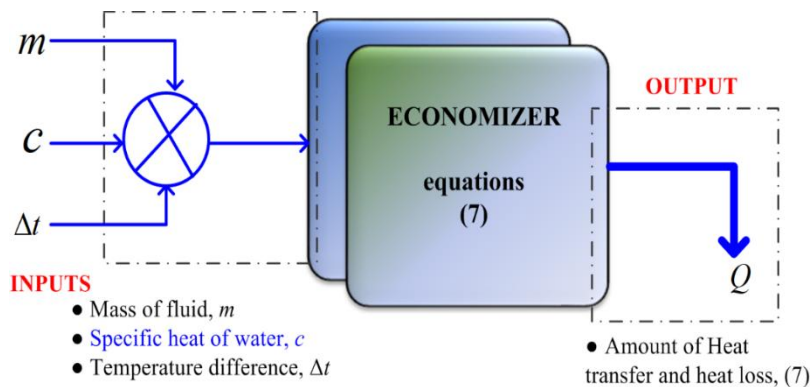 m
c
Δt
INPUTS
● Mass of fluid, m
● Specific heat of water, c
● Temperature difference, Δt
ECONOMIZER
equations
(7)
OUTPUT
Q
● Amount of Heat
transfer and heat loss, (7)